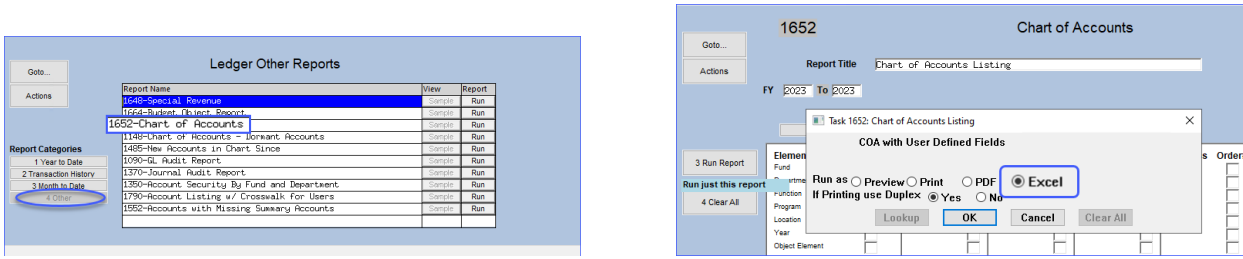 Goto...
Actions
Ledger Other Reports
Report Name View Report
1648-Special Revenue Sample Run
1664-Budget Object Report Sample Run
1652-Chart of Accounts Sample Run
1148-Chart of Accounts - Dormant Accounts Sample Run
1485-New Accounts in Chart Since Sample Run
1090-GL Audit Report Sample Run
1370-Journal Audit Report Sample Run
1350-Account Security By Fund and Department Sample Run
1790-Account Listing w/ Crosswalk for Users Sample Run
1552-Accounts with Missing Summary Accounts Sample Run
Report Categories
1 Year to Date
2 Transaction History
3 Month to Date
4 Other
1652 Chart of Accounts
Goto...
Actions
Report Title Chart of Accounts Listing
FY 2023 To 2023
Task 1652: Chart of Accounts Listing
COA with User Defined Fields
Run as Preview Print PDF Excel
If Printing use Duplex Yes No
Lookup OK Cancel Clear All
3 Run Report
Run just this report
4 Clear All
Fund
Function
Program
Location
Year
Object Element